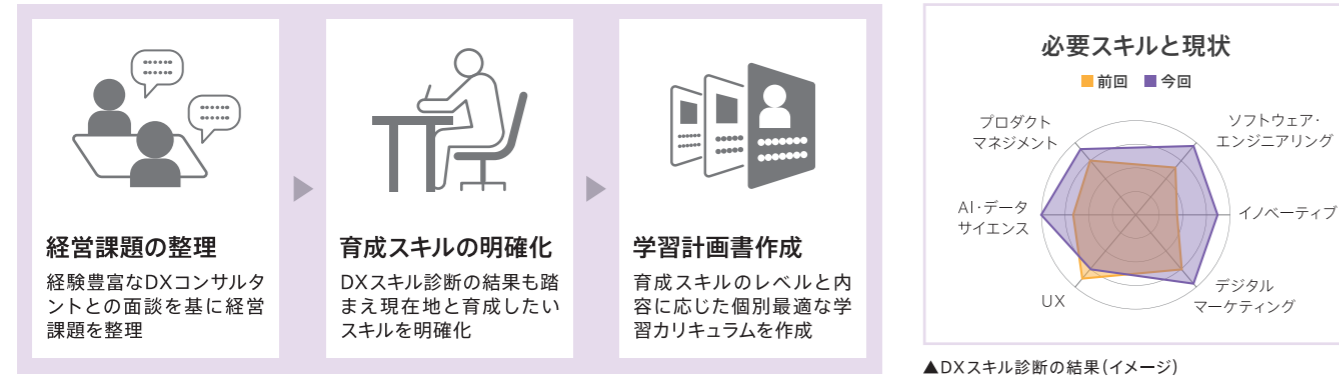 経営課題の整理
経験豊富なDXコンサルタ
ントとの面談を基に経営
課題を整理
育成スキルの明確化
DXスキル診断の結果も踏
まえ現在地と育成したい
スキルを明確化
学習計画書作成
育成スキルのレベルと内
容に応じた個別最適な学
習カリキュラムを作成
必要スキルと現状
前回 今回
プロダクト
マネジメント
ソフトウェア・
エンジニアリング
AI・データ
サイエンス
イノベーティブ
UX
デジタル
マーケティング
▲DXスキル診断の結果(イメージ)